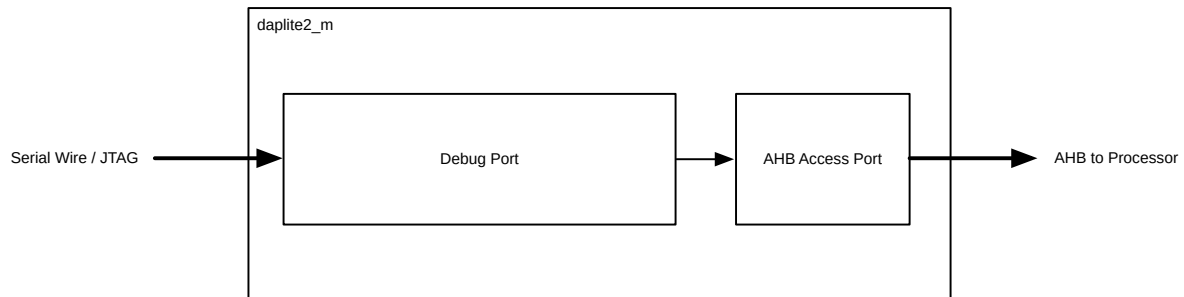 daplite2_m
Serial Wire / JTAG
Debug Port
AHB Access Port
AHB to Processor